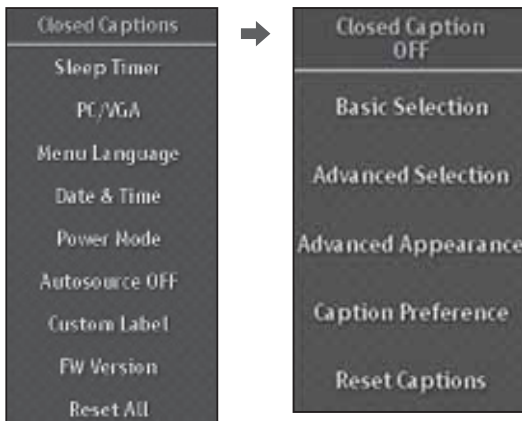 Closed Captions
Sleep Timer
PC/VGA
Menu Language
Date & Time
Power Mode
Autosource OFF
Custom Label
FW Version
Reset All
Closed Caption
OFF
Basic Selection
Advanced Selection
Advanced Appearance
Caption Preference
Reset Captions